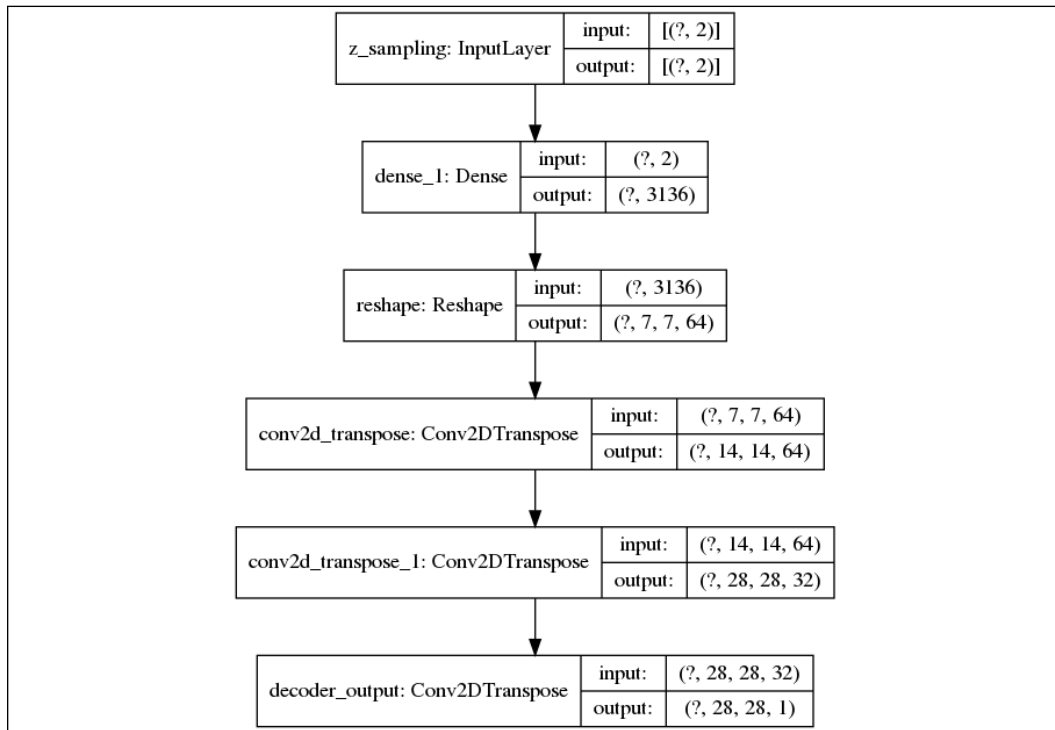 z_sampling: InputLayer
input: [(?, 2)]
output: [(?, 2)]
dense_1: Dense
input: (?, 2)
output: (?, 3136)
reshape: Reshape
input: (?, 3136)
output: (?, 7, 7, 64)
conv2d_transpose: Conv2DTranspose
input: (?, 7, 7, 64)
output: (?, 14, 14, 64)
conv2d_transpose_1: Conv2DTranspose
input: (?, 14, 14, 64)
output: (?, 28, 28, 32)
decoder_output: Conv2DTranspose
input: (?, 28, 28, 32)
output: (?, 28, 28, 1)